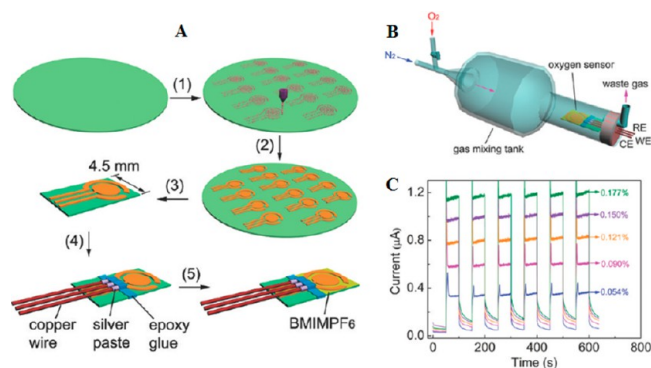 A
(1)
(2)
(3)
4.5 mm
(4)
(5)
copper
wire
silver
paste
epoxy
glue
BMIMPF6
B
O2
N2
oxygen
sensor
waste gas
gas mixing tank
RE
WE
CE
C
Current (μA)
1.2
0.8
0.4
0.0
0.177%
0.150%
0.121%
0.090%
0.054%
0 200 400 600 800
Time (s)